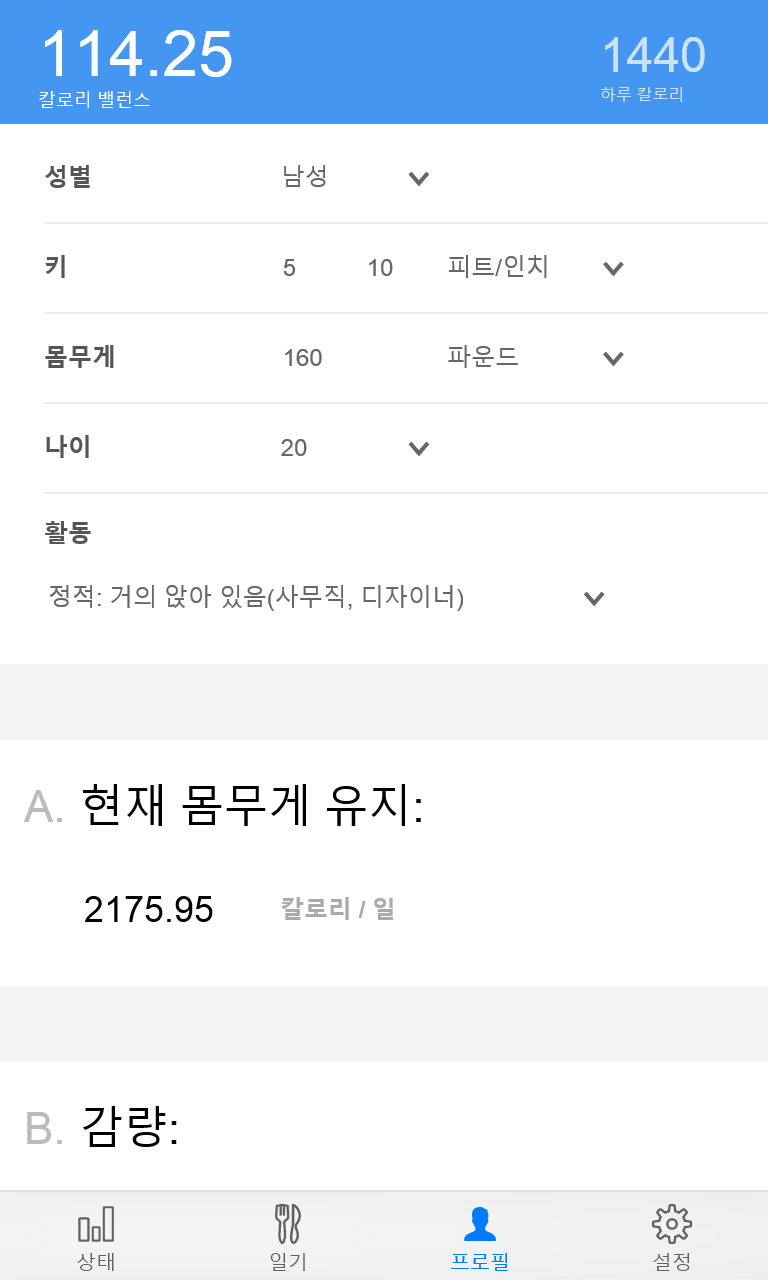 114.25 1440
칼로리 밸런스 하루 칼로리
성별 남성
키 5 10 피트/인치
몸무게 160 파운드
나이 20
활동
정적: 거의 앉아 있음(사무직, 디자이너)
A. 현재 몸무게 유지:
2175.95 칼로리 / 일
B. 감량:
상태 일기 프로필 설정